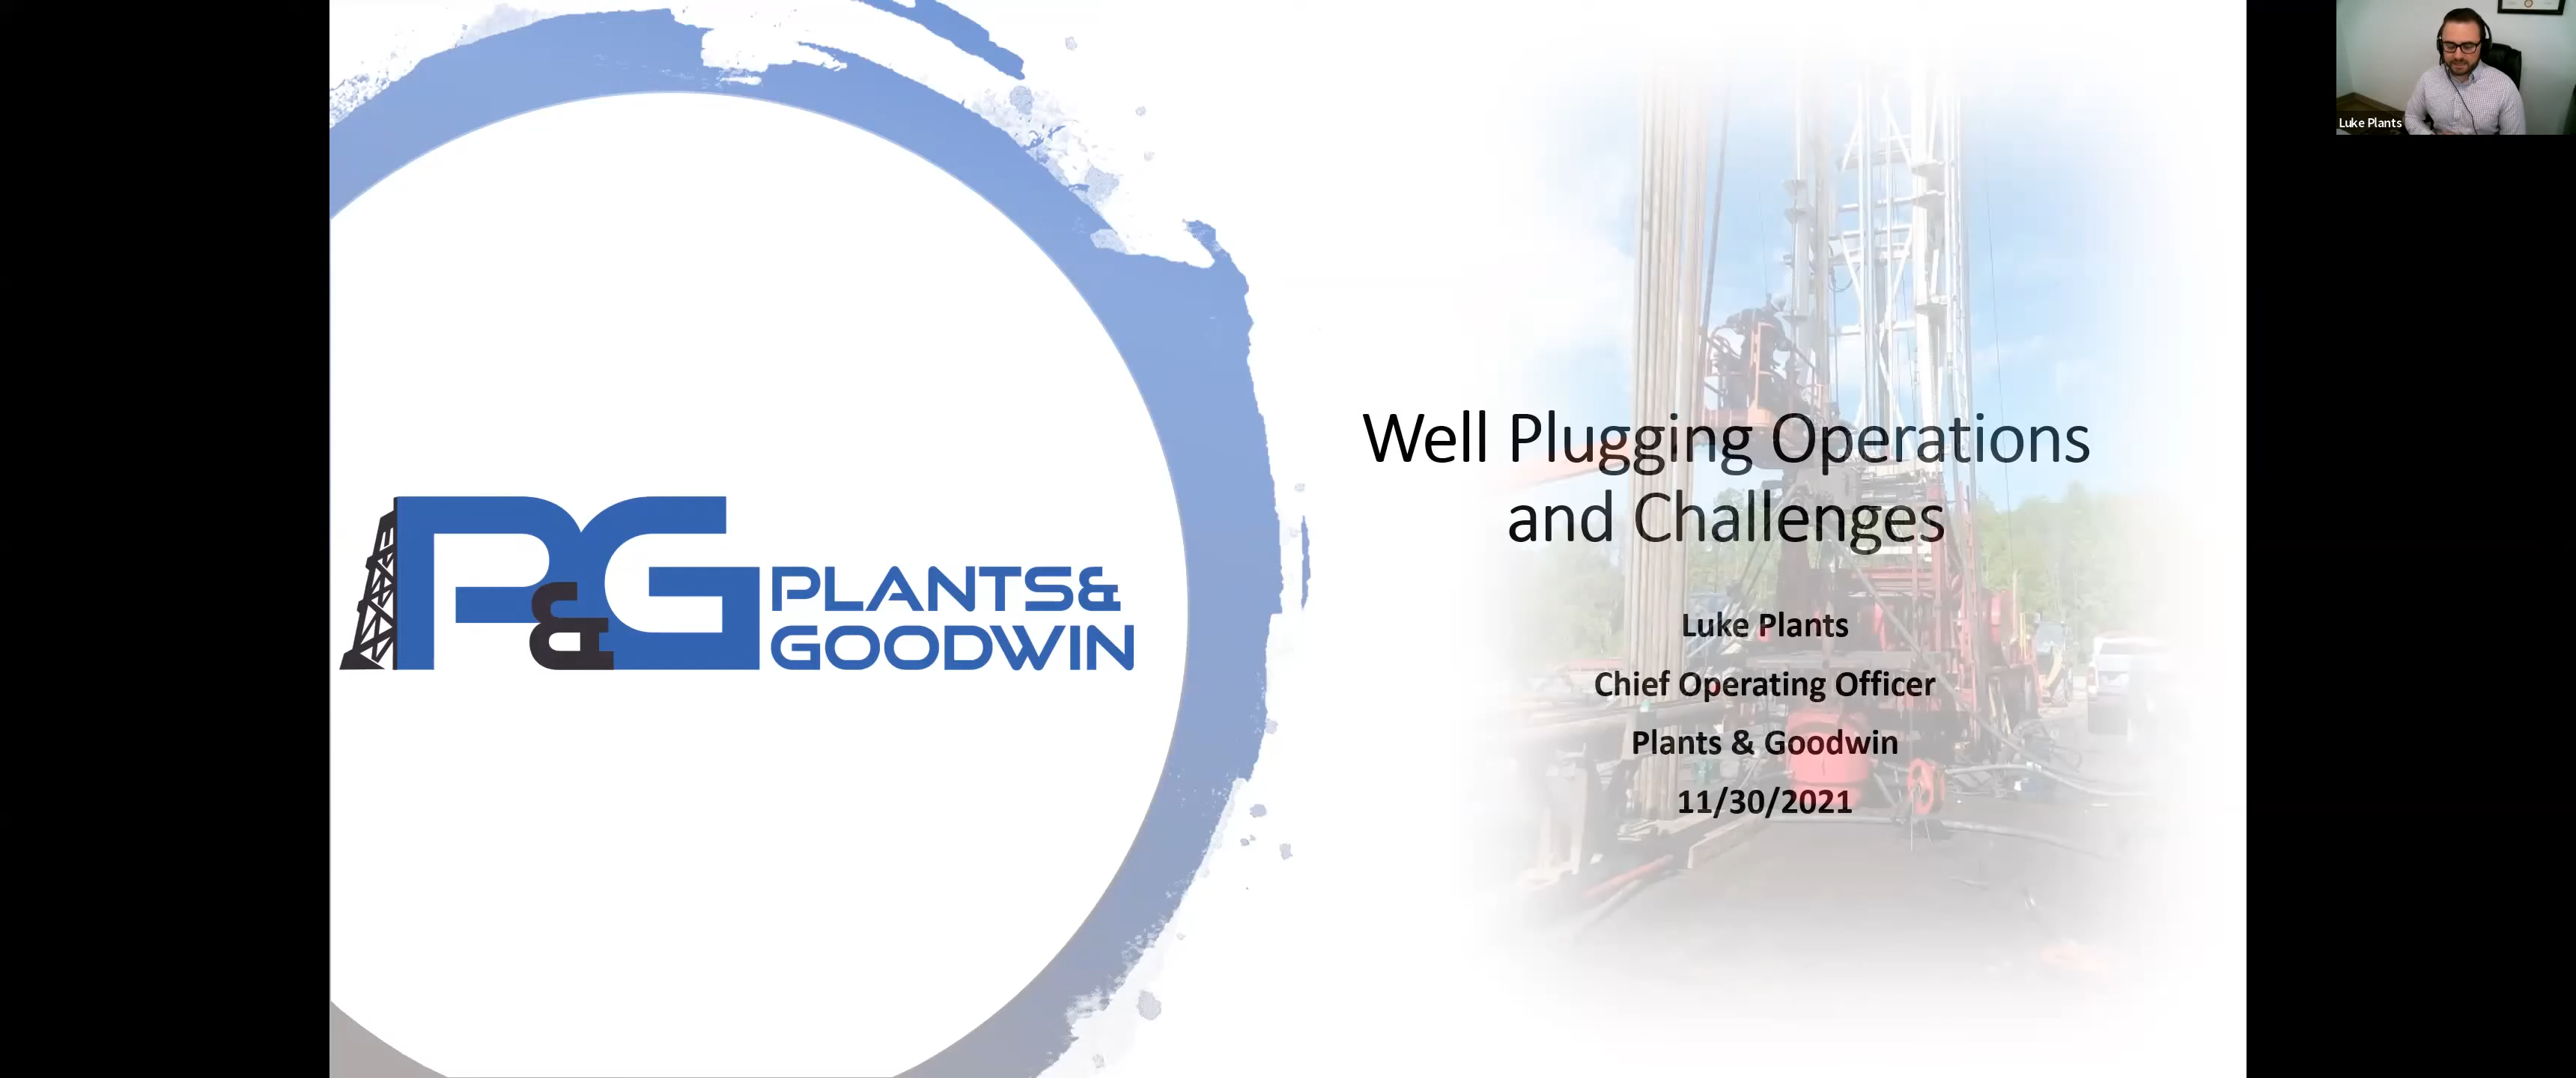 P&G PLANTS&
GOODWIN
Well Plugging Operations
and Challenges
Luke Plants
Chief Operating Officer
Plants & Goodwin
11/30/2021
Luke Plants